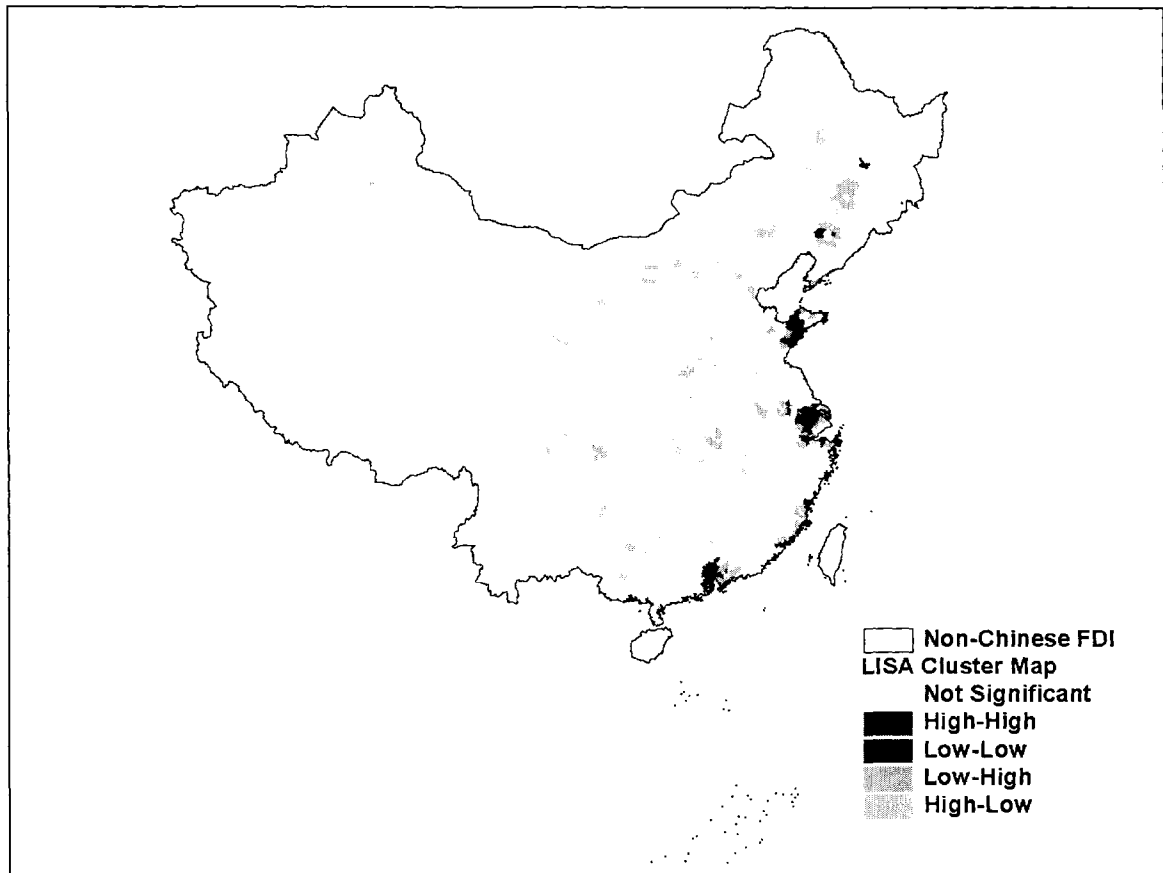 Non-Chinese FDI
LISA Cluster Map
Not Significant
High-High
Low-Low
Low-High
High-Low